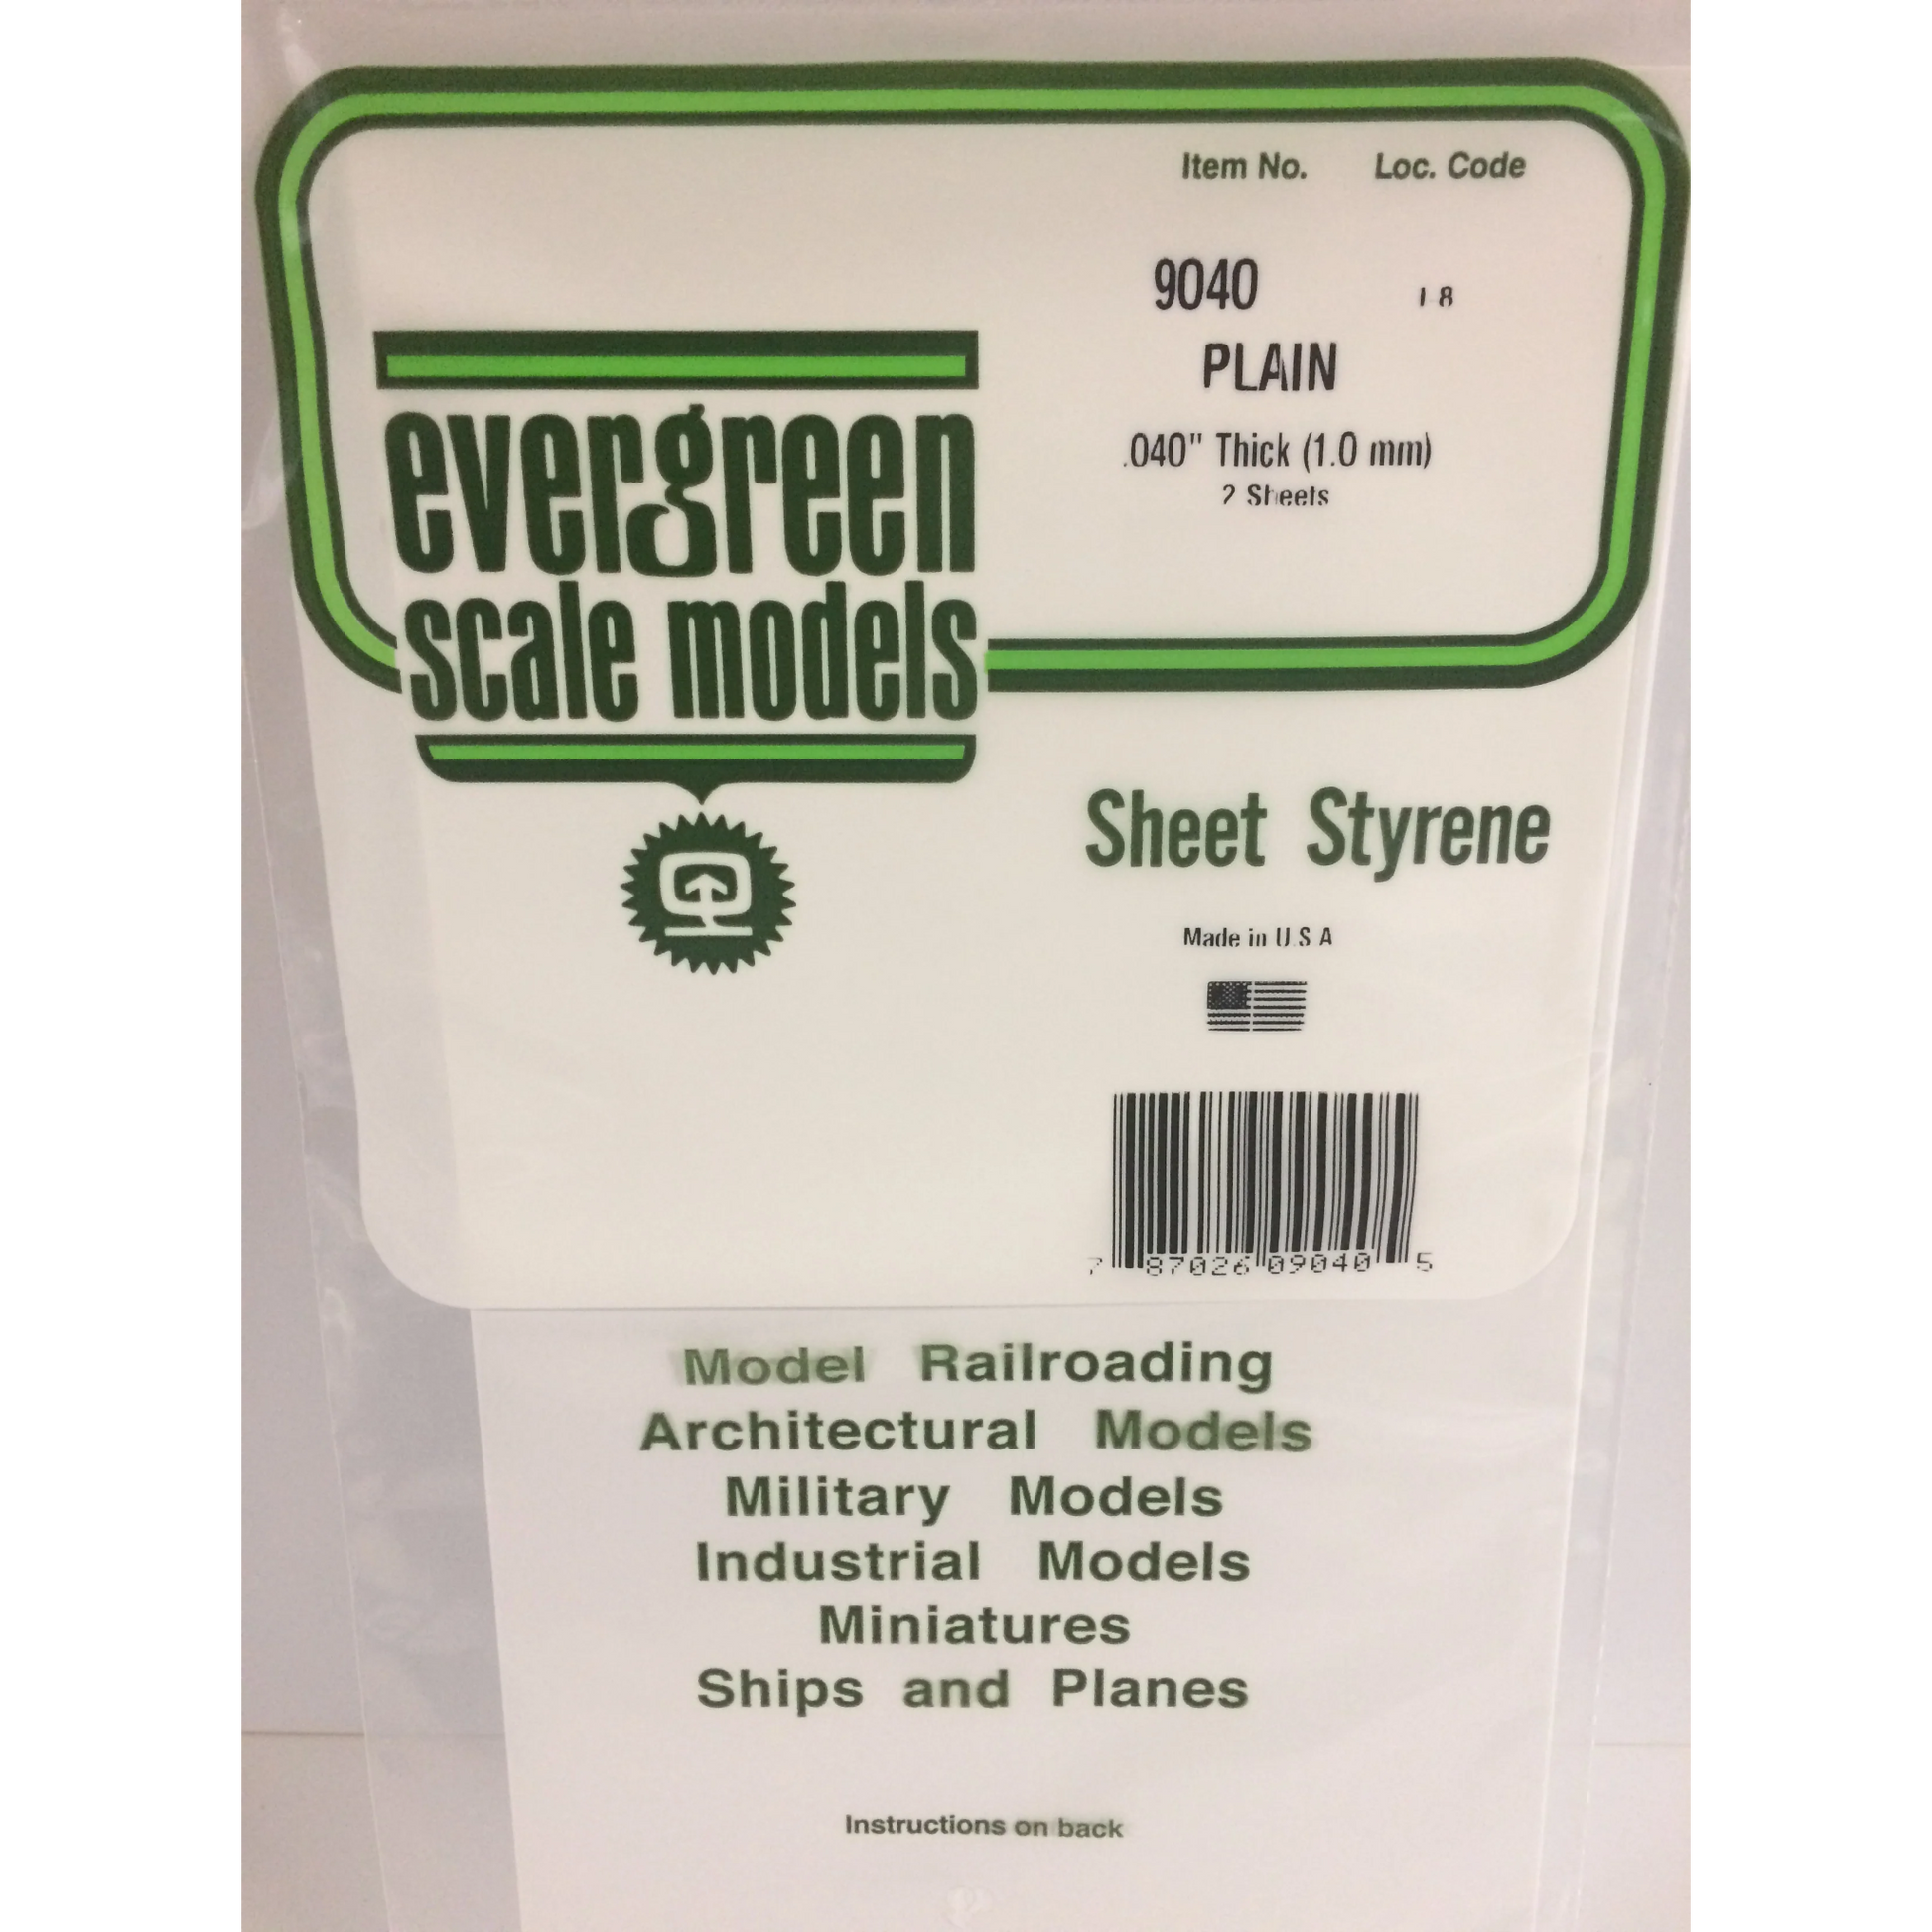 Item No. Loc. Code
9040 1-8
PLAIN
.040" Thick (1.0 mm)
2 Sheets
evergreen
scale models
Sheet Styrene
Made in U.S.A
7 87026 09040 5
Model Railroading
Architectural Models
Military Models
Industrial Models
Miniatures
Ships and Planes
Instructions on back